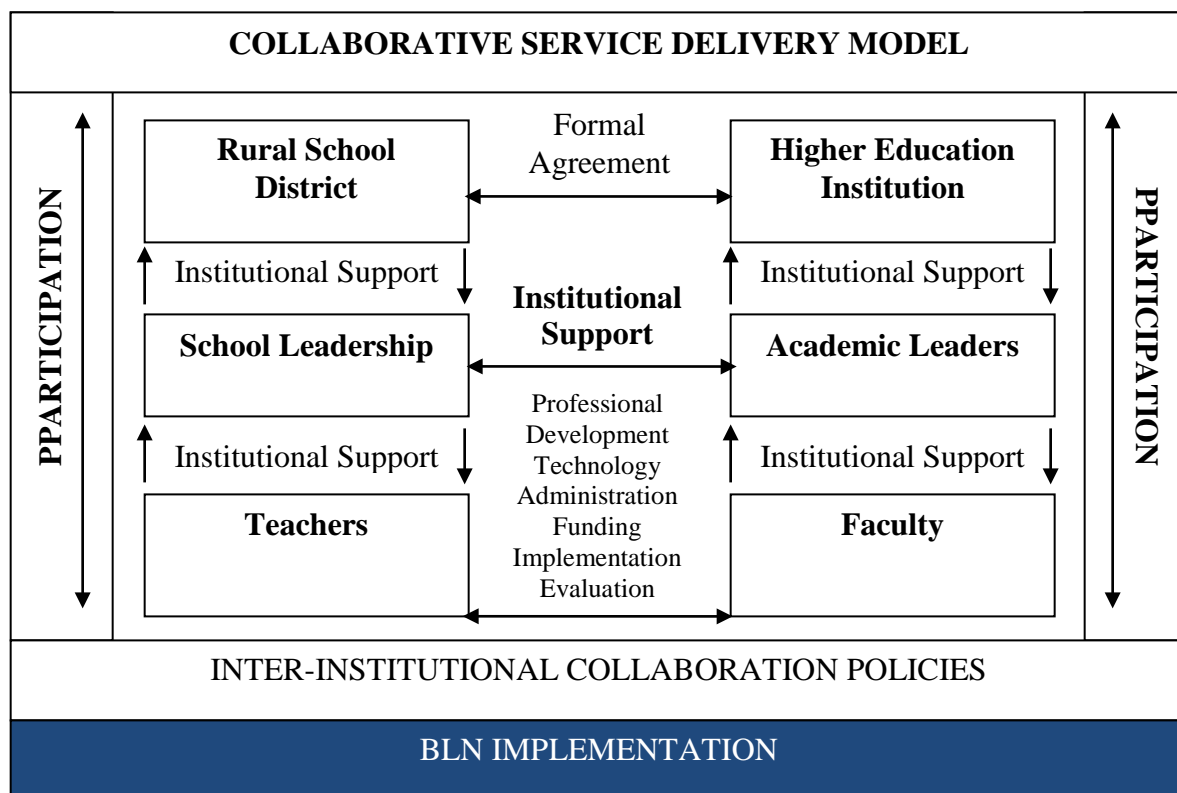 COLLABORATIVE SERVICE DELIVERY MODEL
PPARTICIPATION
Rural School
District
Formal
Agreement
Higher Education
Institution
PPARTICIPATION
Institutional Support
Institutional Support
Institutional
Support
School Leadership
Academic Leaders
Professional
Development
Technology
Administration
Funding
Implementation
Evaluation
Institutional Support
Institutional Support
Teachers
Faculty
INTER-INSTITUTIONAL COLLABORATION POLICIES
BLN IMPLEMENTATION